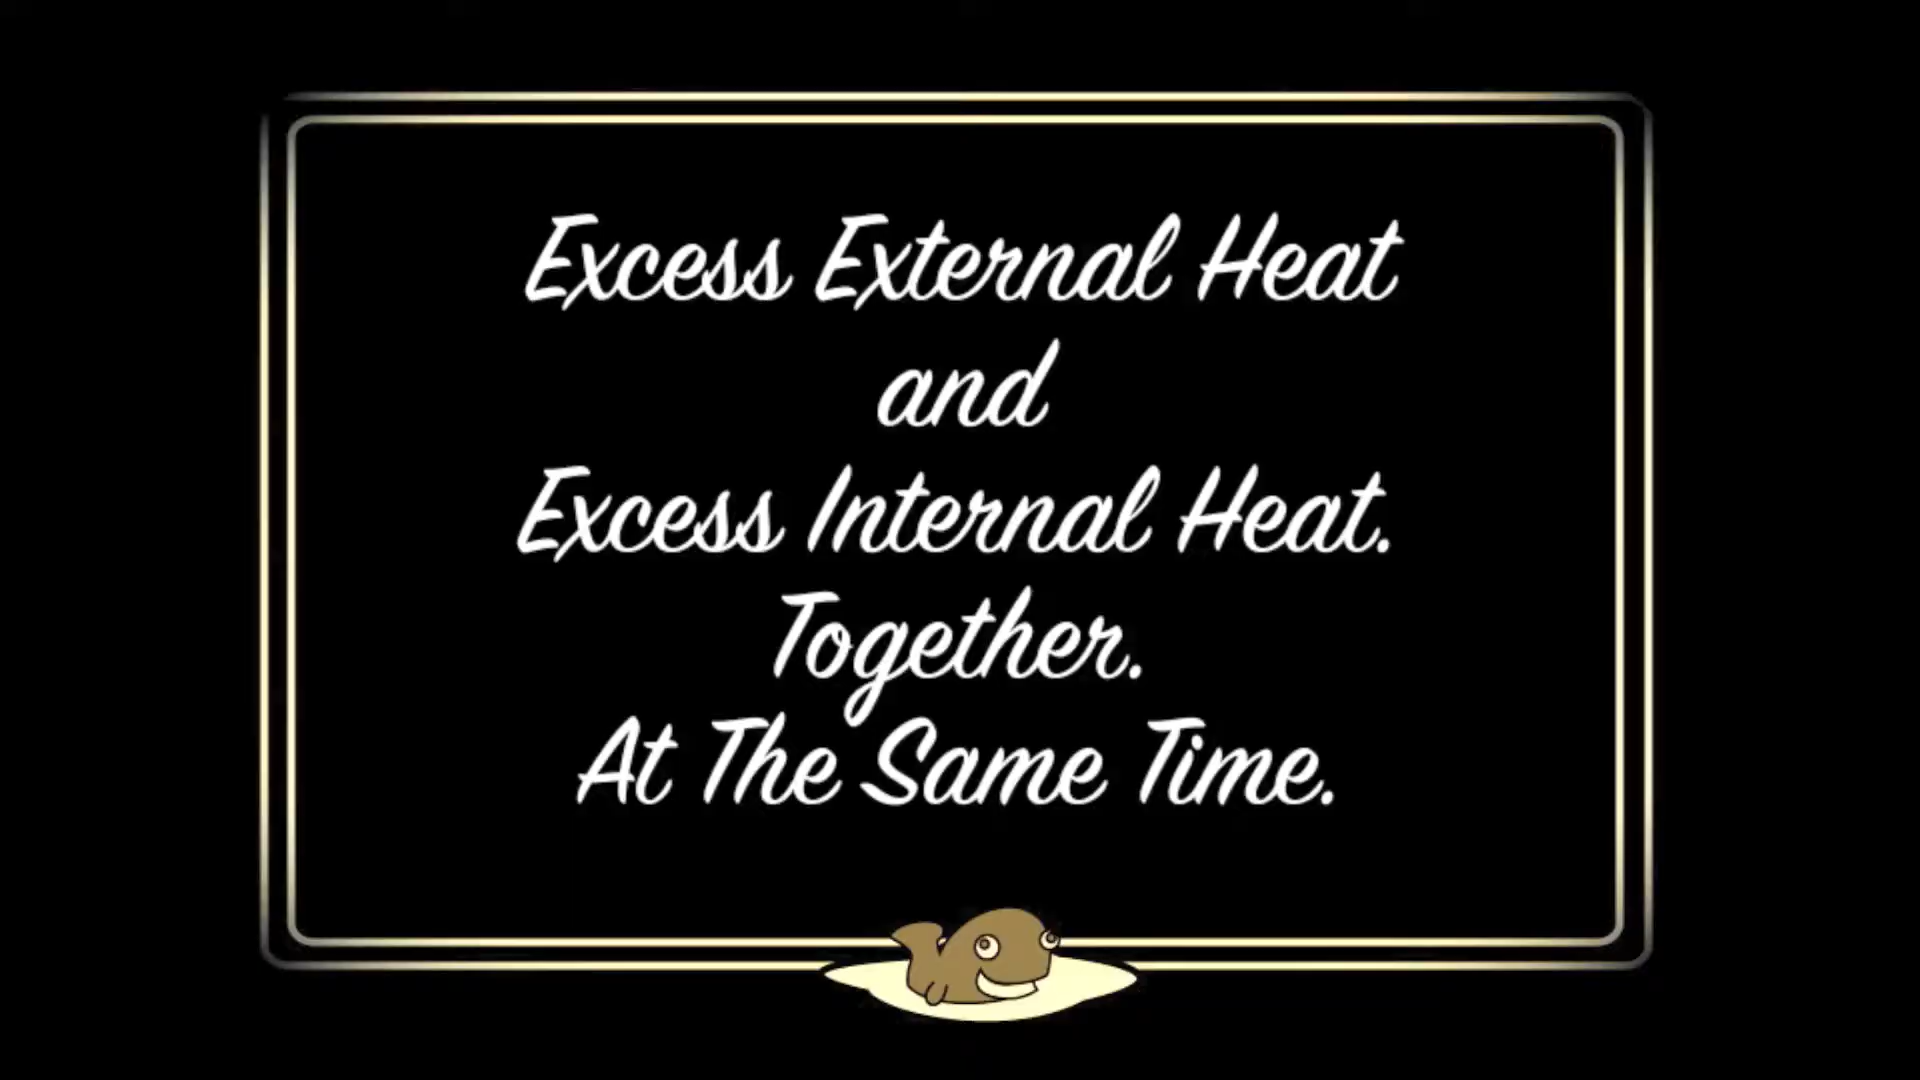 Excess External Heat
and
Excess Internal Heat.
Together.
At The Same Time.